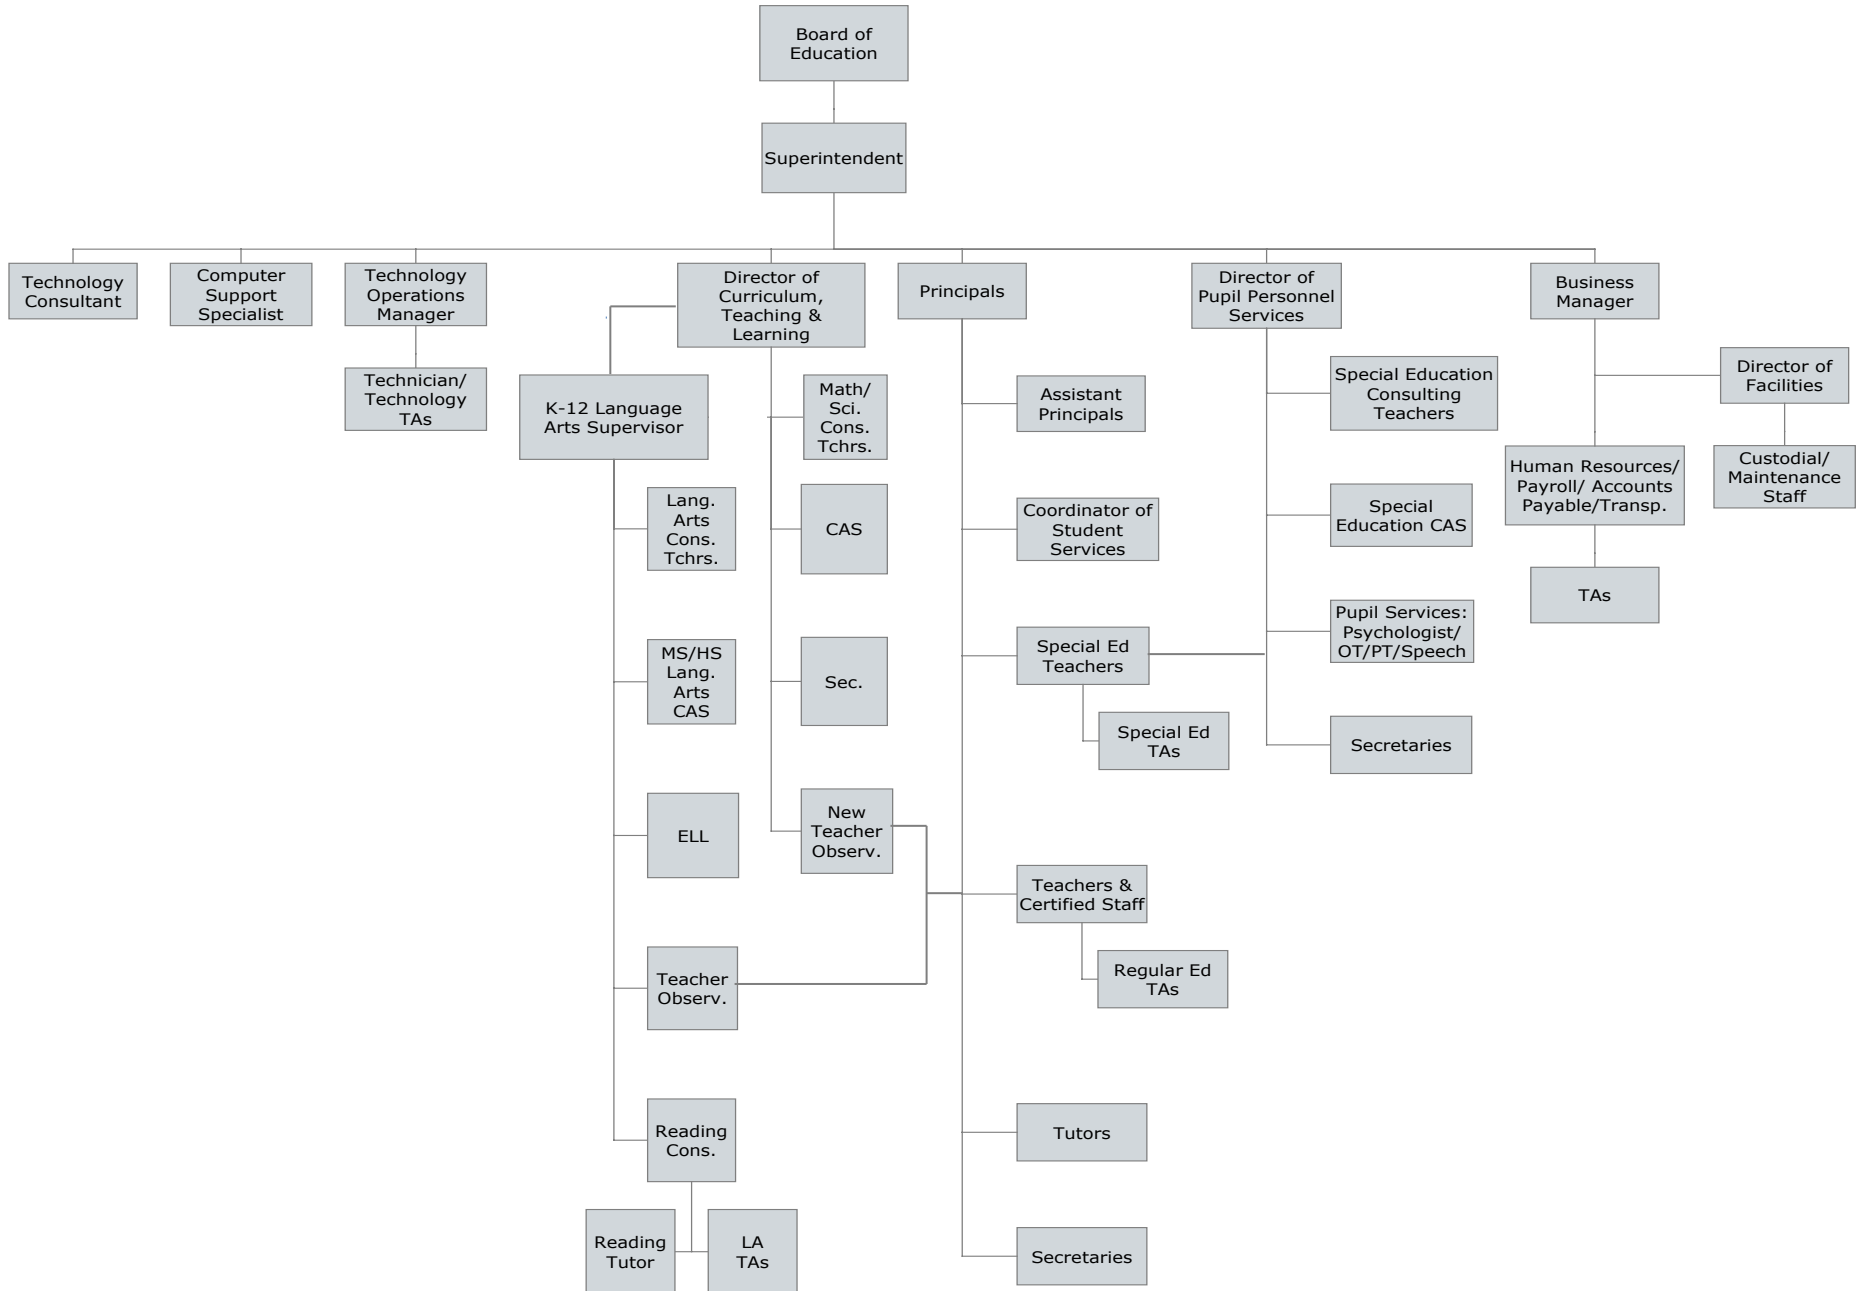 Board of
Education
Superintendent
Technology
Consultant
Computer
Support
Specialist
Technology
Operations
Manager
Director of
Curriculum,
Teaching &
Learning
Principals
Director of
Pupil Personnel
Services
Business
Manager
Technician/
Technology
TAs
K-12 Language
Arts Supervisor
Math/
Sci.
Cons.
Tchrs.
Assistant
Principals
Special Education
Consulting
Teachers
Director of
Facilities
Human Resources/
Payroll/ Accounts
Payable/Transp.
Custodial/
Maintenance
Staff
Lang.
Arts
Cons.
Tchrs.
CAS
Coordinator of
Student
Services
Special
Education CAS
TAs
MS/HS
Lang.
Arts
CAS
Sec.
Special Ed
Teachers
Pupil Services:
Psychologist/
OT/PT/Speech
Special Ed
TAs
Secretaries
ELL
New
Teacher
Observ.
Teachers &
Certified Staff
Teacher
Observ.
Regular Ed
TAs
Reading
Cons.
Tutors
Reading
Tutor
LA
TAs
Secretaries